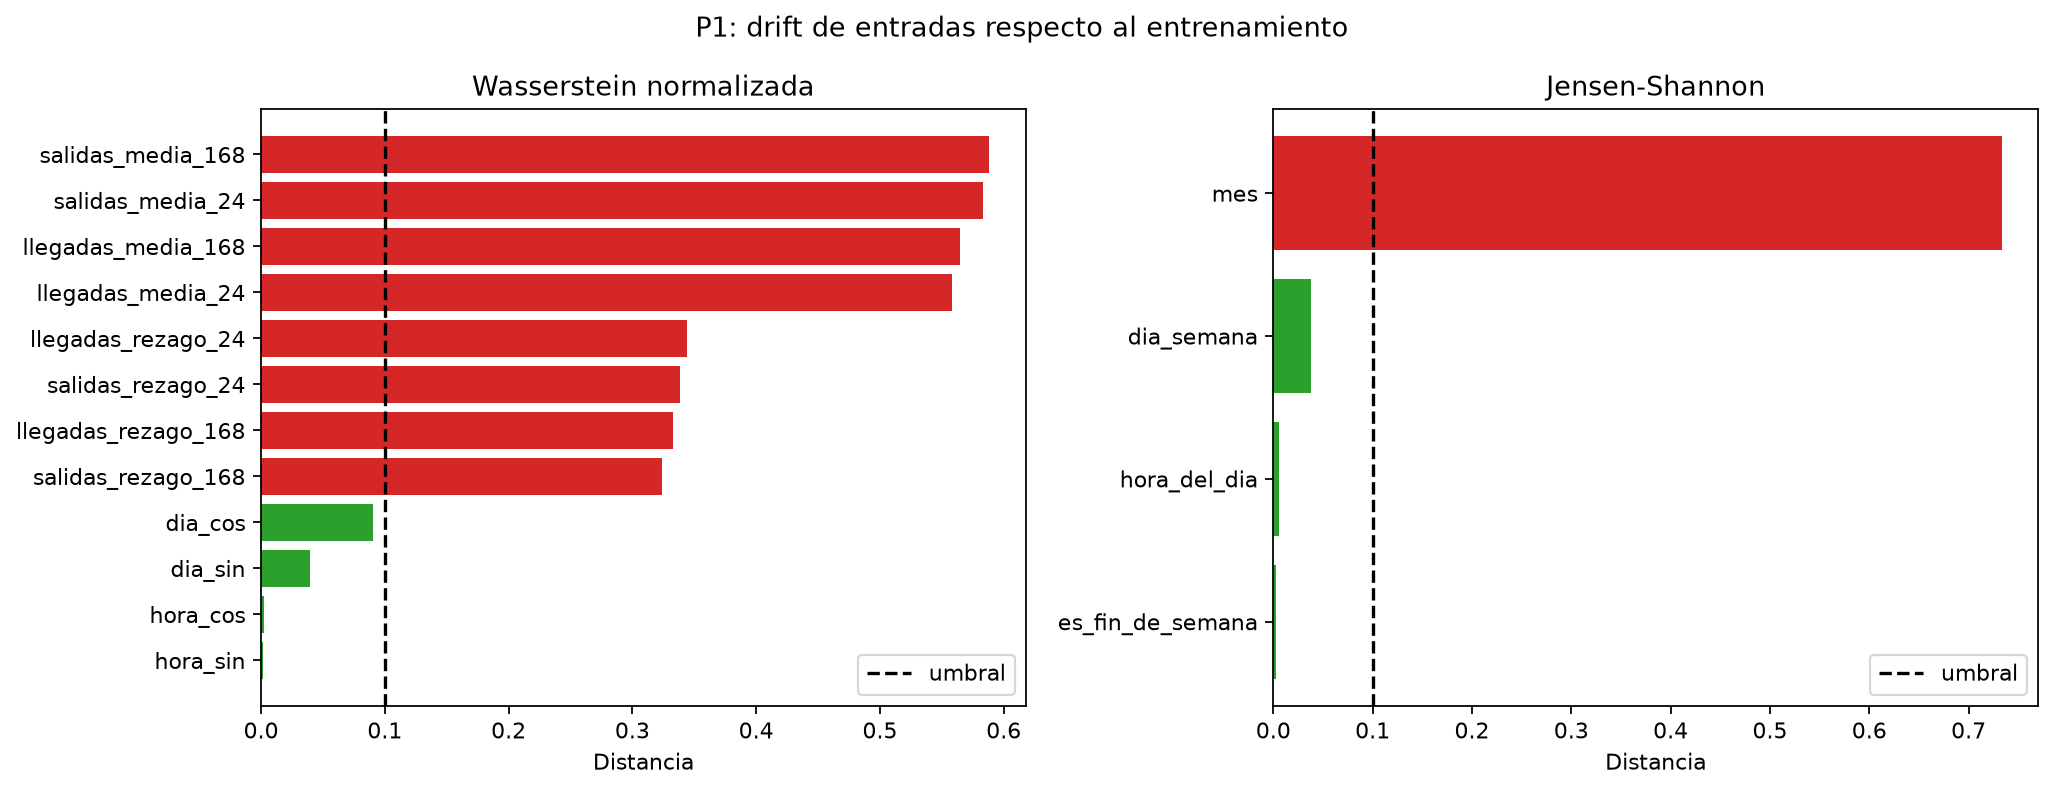 P1: drift de entradas respecto al entrenamiento
Wasserstein normalizada
salidas_media_168
salidas_media_24
llegadas_media_168
llegadas_media_24
llegadas_rezago_24
salidas_rezago_24
llegadas_rezago_168
salidas_rezago_168
dia_cos
dia_sin
hora_cos
hora_sin
umbral
0.0 0.1 0.2 0.3 0.4 0.5 0.6
Distancia
Jensen-Shannon
mes
dia_semana
hora_del_dia
es_fin_de_semana
umbral
0.0 0.1 0.2 0.3 0.4 0.5 0.6 0.7
Distancia